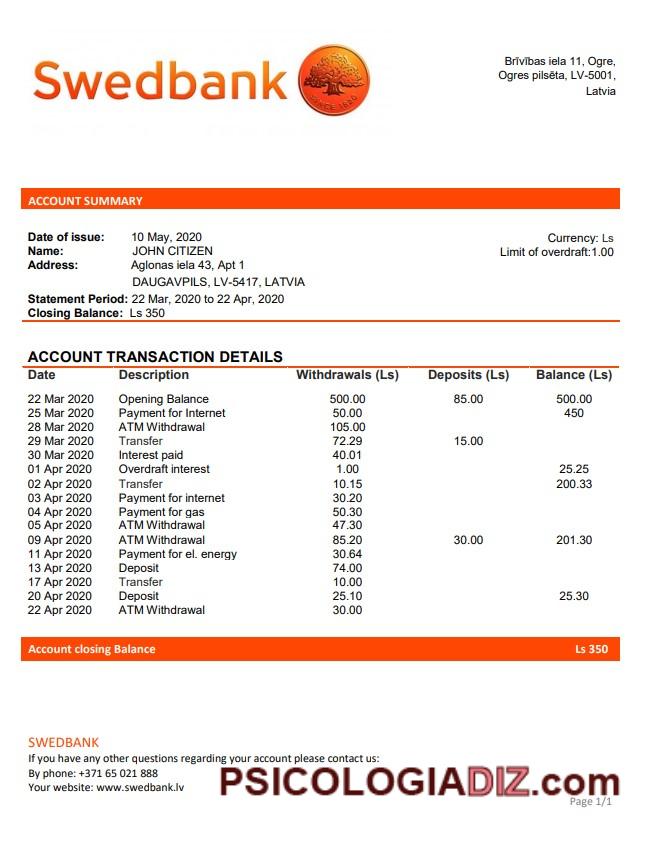 Swedbank
SINCE 1820
Brīvības iela 11, Ogre,
Ogres pilsēta, LV-5001,
Latvia
ACCOUNT SUMMARY
Date of issue: 10 May, 2020
Name: JOHN CITIZEN
Address: Aglonas iela 43, Apt 1
DAUGAVPILS, LV-5417, LATVIA
Statement Period: 22 Mar, 2020 to 22 Apr, 2020
Closing Balance: Ls 350
Currency: Ls
Limit of overdraft:1.00
ACCOUNT TRANSACTION DETAILS
Date Description Withdrawals (Ls) Deposits (Ls) Balance (Ls)
22 Mar 2020 Opening Balance 500.00 85.00 500.00
25 Mar 2020 Payment for Internet 50.00 450
28 Mar 2020 ATM Withdrawal 105.00
29 Mar 2020 Transfer 72.29 15.00
30 Mar 2020 Interest paid 40.01
01 Apr 2020 Overdraft interest 1.00 25.25
02 Apr 2020 Transfer 10.15 200.33
03 Apr 2020 Payment for internet 30.20
04 Apr 2020 Payment for gas 50.30
05 Apr 2020 ATM Withdrawal 47.30
09 Apr 2020 ATM Withdrawal 85.20 30.00 201.30
11 Apr 2020 Payment for el. energy 30.64
13 Apr 2020 Deposit 74.00
17 Apr 2020 Transfer 10.00
20 Apr 2020 Deposit 25.10 25.30
22 Apr 2020 ATM Withdrawal 30.00
Account closing Balance Ls 350
SWEDBANK
If you have any other questions regarding your account please contact us:
By phone: +371 65 021 888
Your website: www.swedbank.lv
PSICOLOGIADIZ.com
Page 1/1